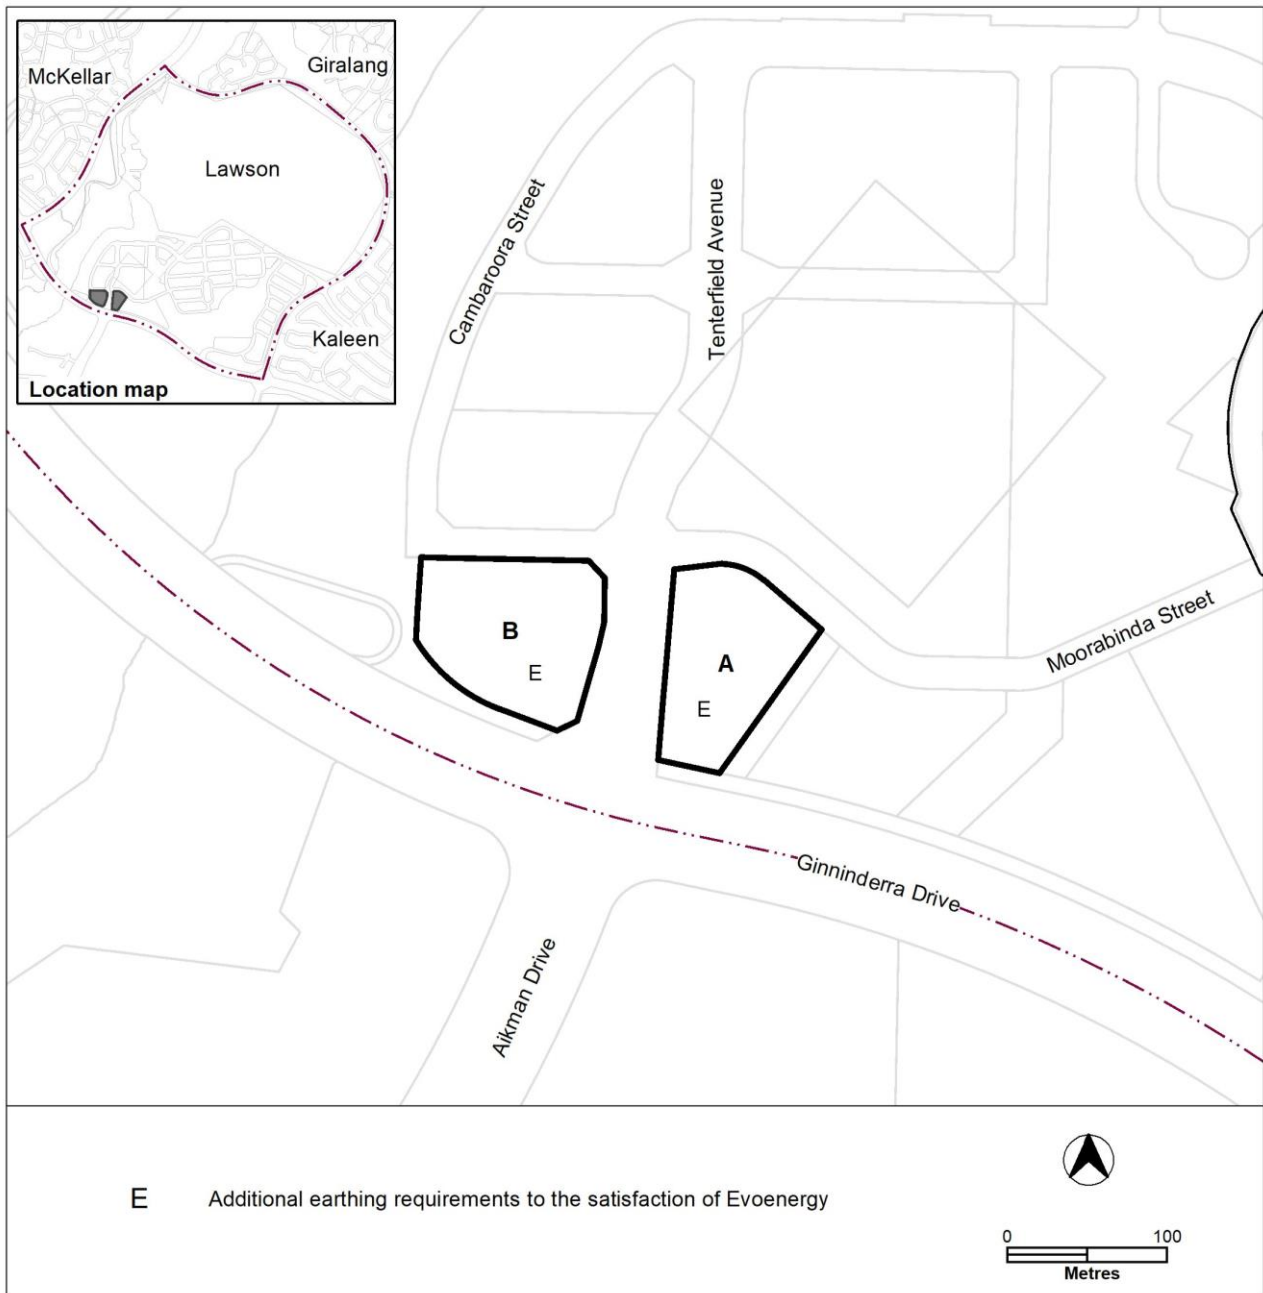 McKellar
Giralang
Lawson
Kaleen
Location map
Cambaroora Street
Tenterfield Avenue
B
E
A
E
Moorabinda Street
Ginninderra Drive
Aikman Drive
E Additional earthing requirements to the satisfaction of Evoenergy
0 100
Metres